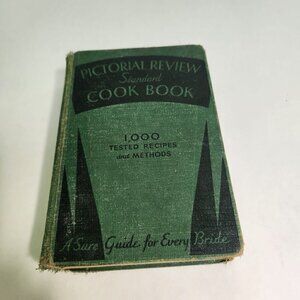 PICTORIAL REVIEW
Standard
COOK BOOK
1,000
TESTED RECIPES
and METHODS
A Sure Guide for Every Bride